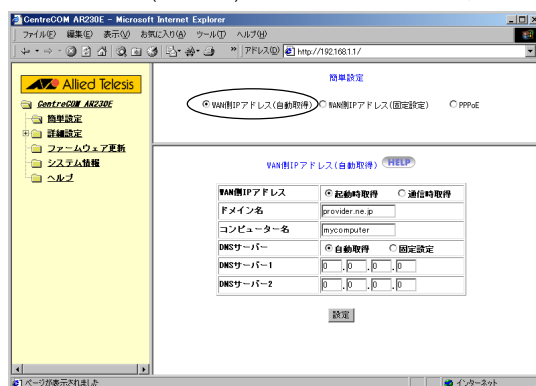 CentreCOM AR230E - Microsoft Internet Explorer
ファイル(F) 編集(E) 表示(V) お気に入り(A) ツール(T) ヘルプ(H)
アドレス(D) http://192.168.1.1/
Allied Telesis
CentreCOM AR230E
簡単設定
詳細設定
ファームウェア更新
システム情報
ヘルプ
簡単設定
WAN側IPアドレス(自動取得) WAN側IPアドレス(固定設定) PPPoE
WAN側IPアドレス(自動取得) HELP
WAN側IPアドレス 起動時取得 通信時取得
ドメイン名 provider.ne.jp
コンピューター名 mycomputer
DNSサーバー 自動取得 固定設定
DNSサーバー1 0 . 0 . 0 . 0
DNSサーバー2 0 . 0 . 0 . 0
設定
ページが表示されました インターネット